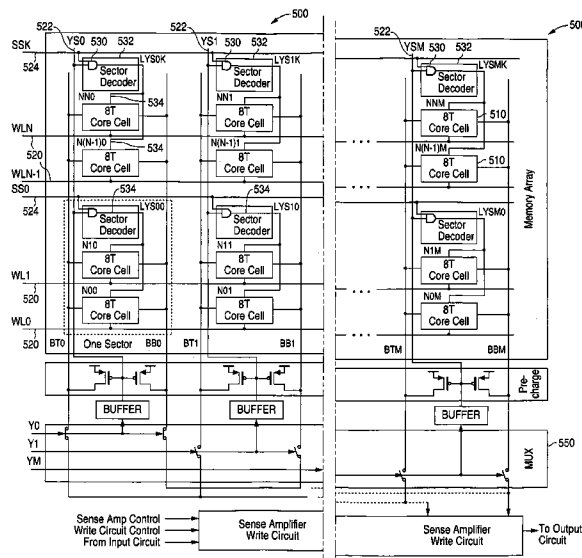 500
500
522 YS0 530 532
522 YS1 530 532
522 YSM 530 532
SSK
524
LYS0K
Sector
Decoder
LYS1K
Sector
Decoder
LYSMK
Sector
Decoder
NN0 534
8T
Core Cell
NN1
8T
Core Cell
NNM
8T
Core Cell
510
WLN
520
N(N-1)0 534
8T
Core Cell
N(N-1)1
8T
Core Cell
N(N-1)M
8T
Core Cell
510
WLN-1
SS0
524
534
LYS00
Sector
Decoder
534
LYS10
Sector
Decoder
LYSM0
Sector
Decoder
N10
8T
Core Cell
N11
8T
Core Cell
N1M
8T
Core Cell
WL1
520
N00
8T
Core Cell
N01
8T
Core Cell
N0M
8T
Core Cell
WL0
520
BT0 One Sector BB0 BT1 BB1
BTM BBM
Memory Array
Pre-
charge
BUFFER
BUFFER
BUFFER
Y0
Y1
YM
550
MUX
Sense Amp Control
Write Circuit Control
From Input Circuit
Sense Amplifier
Write Circuit
Sense Amplifier
Write Circuit
To Output
Circuit